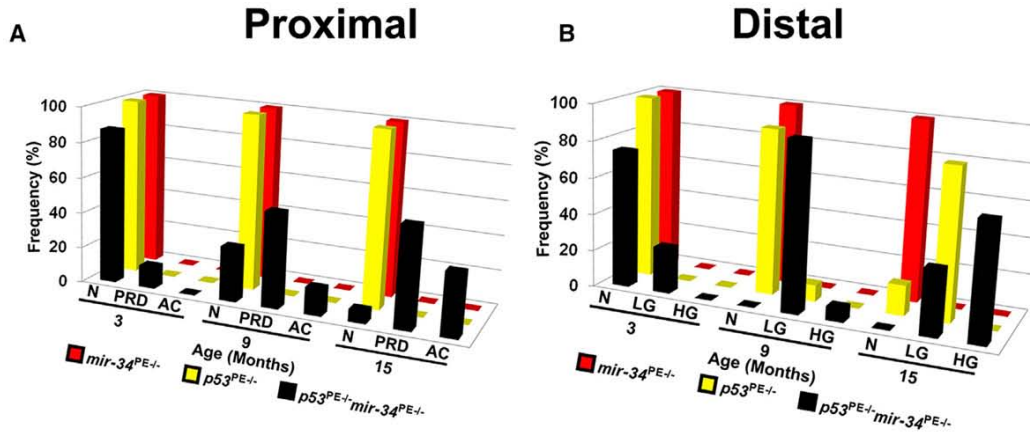 A
Proximal
Frequency (%)
100
80
60
40
20
0
N PRD AC
3
N PRD AC
9
N PRD AC
15
Age (Months)
mir-34PE-/-
p53PE-/-
p53PE-/-mir-34PE-/-
B
Distal
Frequency (%)
100
80
60
40
20
0
N LG HG
3
N LG HG
9
N LG HG
15
Age (Months)
mir-34PE-/-
p53PE-/-
p53PE-/-mir-34PE-/-